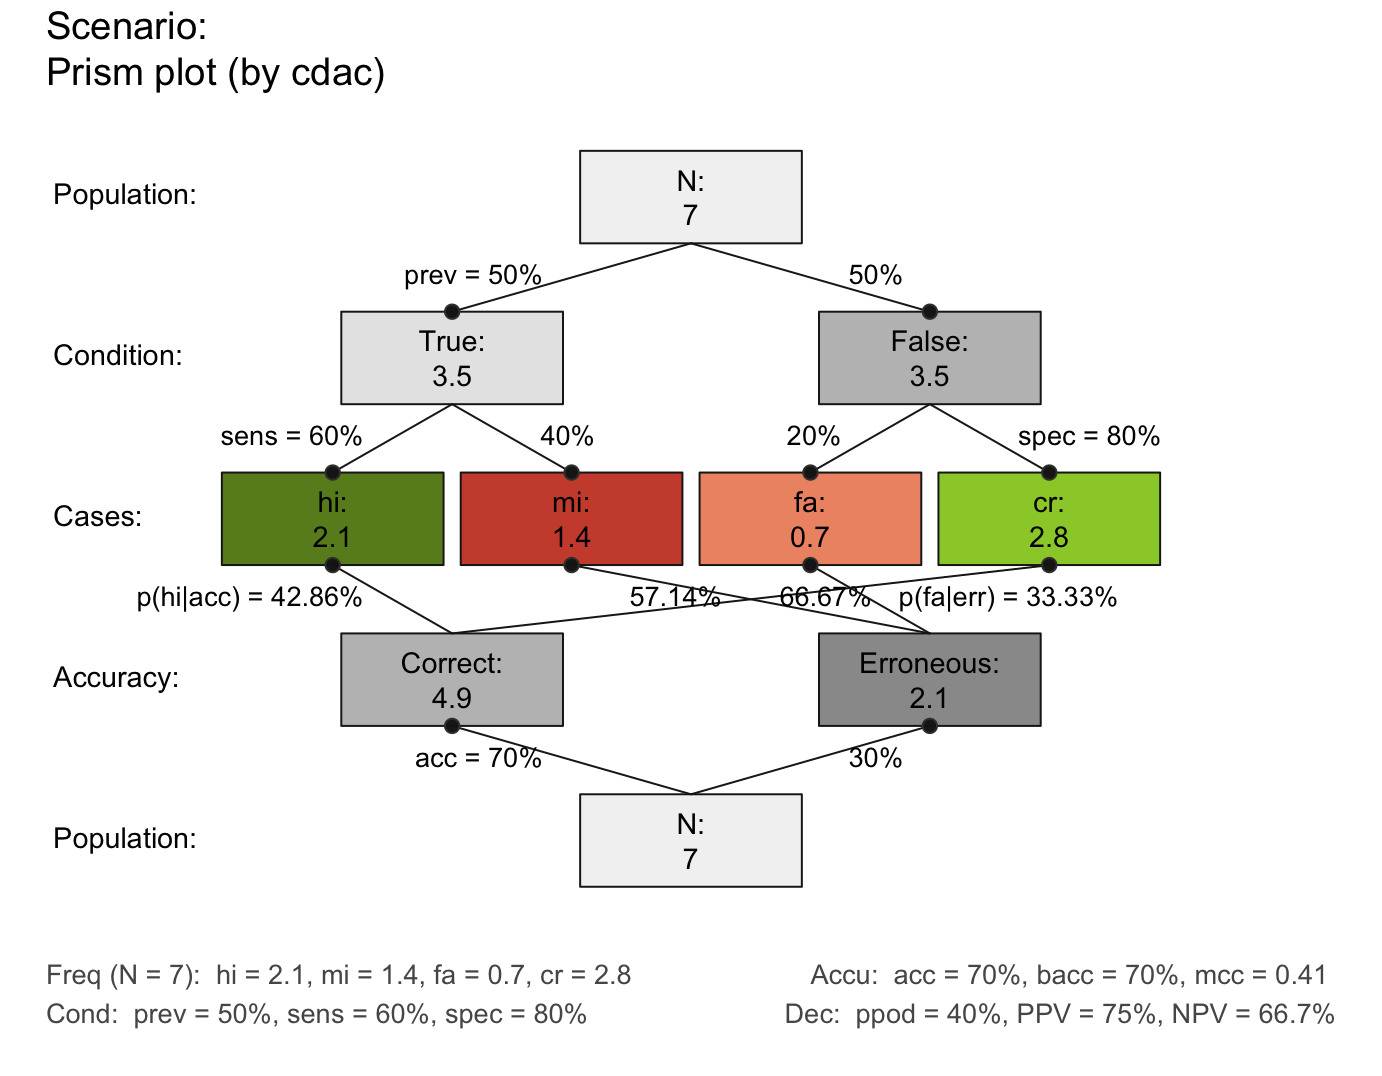 Scenario:
Prism plot (by cdac)
Population:
N:
7
prev = 50%
50%
Condition:
True:
3.5
False:
3.5
sens = 60%
40%
20%
spec = 80%
Cases:
hi:
2.1
mi:
1.4
fa:
0.7
cr:
2.8
p(hi|acc) = 42.86%
57.14%
66.67%
p(fa|err) = 33.33%
Accuracy:
Correct:
4.9
Erroneous:
2.1
acc = 70%
30%
Population:
N:
7
Freq (N = 7):  hi = 2.1, mi = 1.4, fa = 0.7, cr = 2.8
Accu:  acc = 70%, bacc = 70%, mcc = 0.41
Cond:  prev = 50%, sens = 60%, spec = 80%
Dec:  ppod = 40%, PPV = 75%, NPV = 66.7%